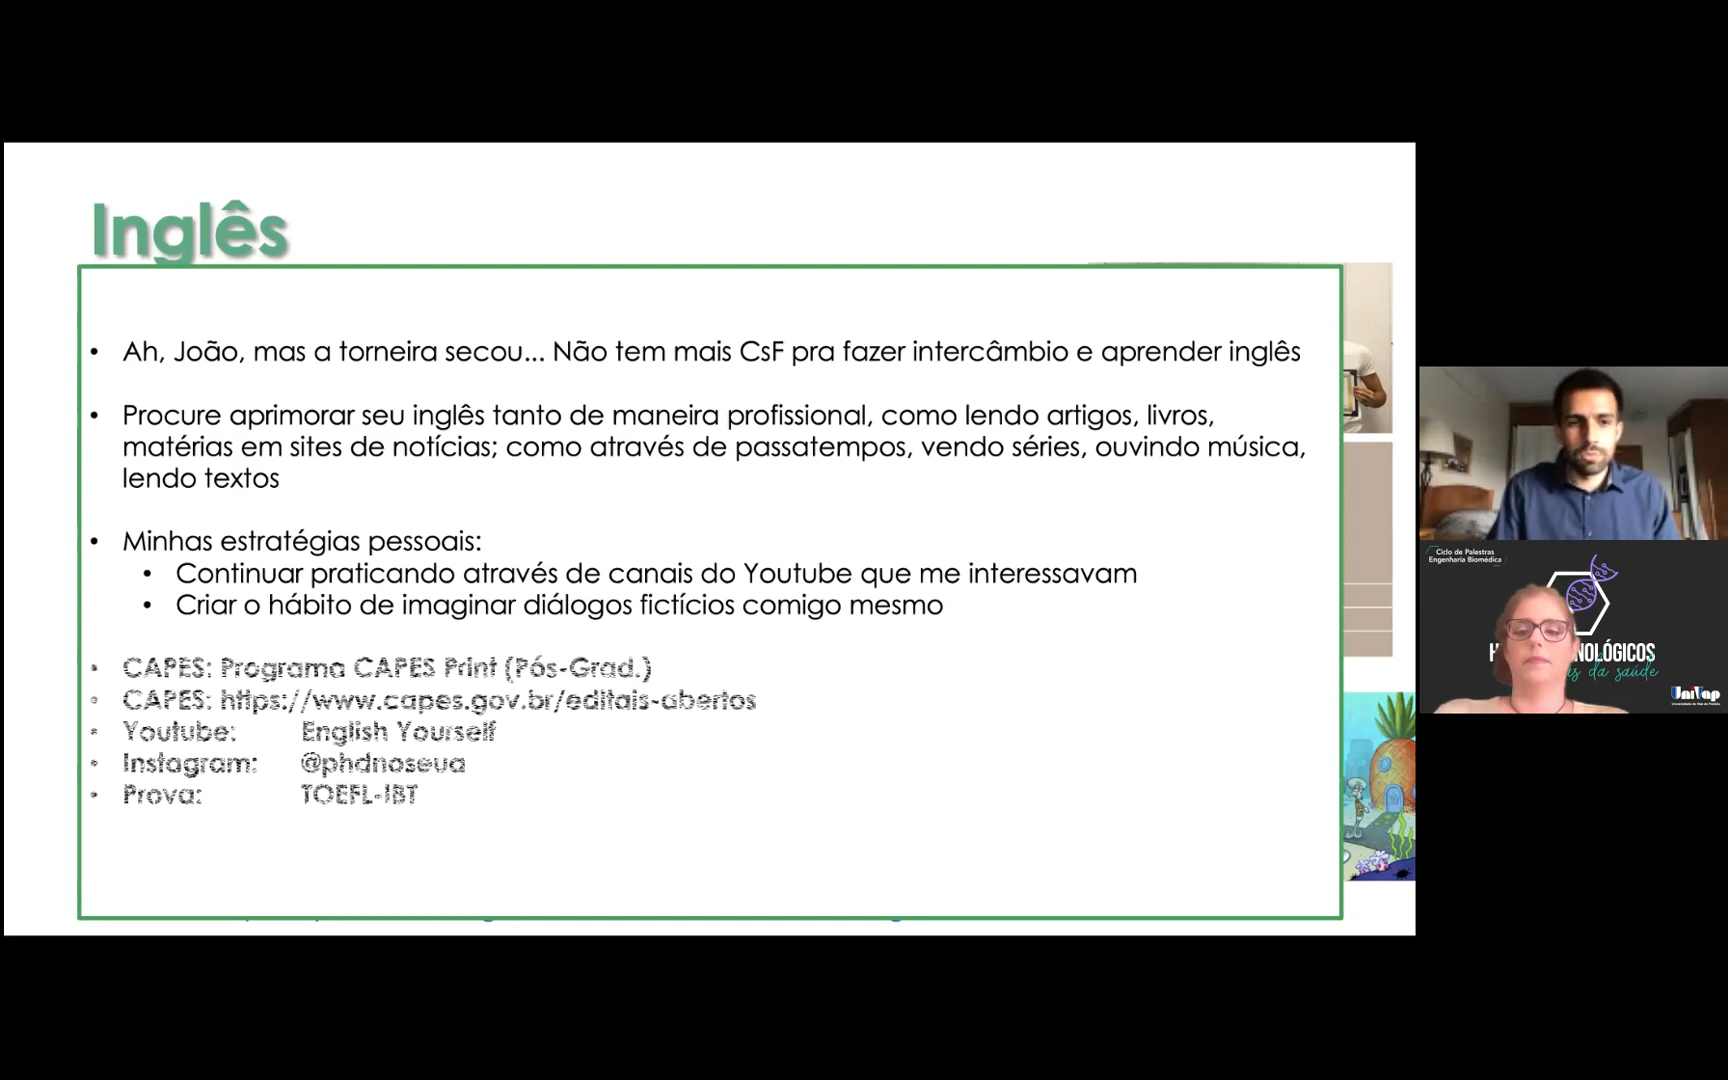 Inglês
• Ah, João, mas a torneira secou... Não tem mais CsF pra fazer intercâmbio e aprender inglês
• Procure aprimorar seu inglês tanto de maneira profissional, como lendo artigos, livros,
matérias em sites de notícias; como através de passatempos, vendo séries, ouvindo música,
lendo textos
• Minhas estratégias pessoais:
• Continuar praticando através de canais do Youtube que me interessavam
• Criar o hábito de imaginar diálogos fictícios comigo mesmo
• CAPES: Programa CAPES Print (Pós-Grad.)
• CAPES: https://www.capes.gov.br/editais-abertos
• Youtube: English Yourself
• Instagram: @phdnoseua
• Prova: TOEFL-IBT
Ciclo de Palestras
Engenharia Biomédica
da saúde
UniVap